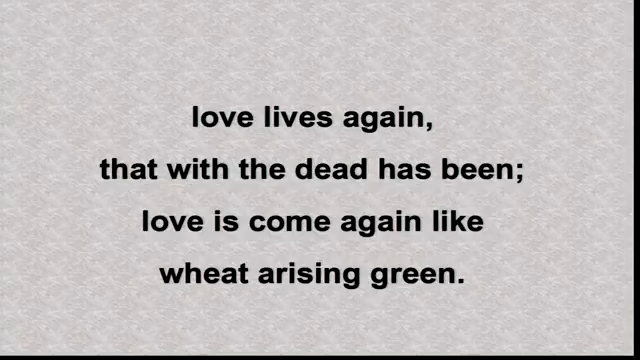 love lives again,
that with the dead has been;
love is come again like
wheat arising green.